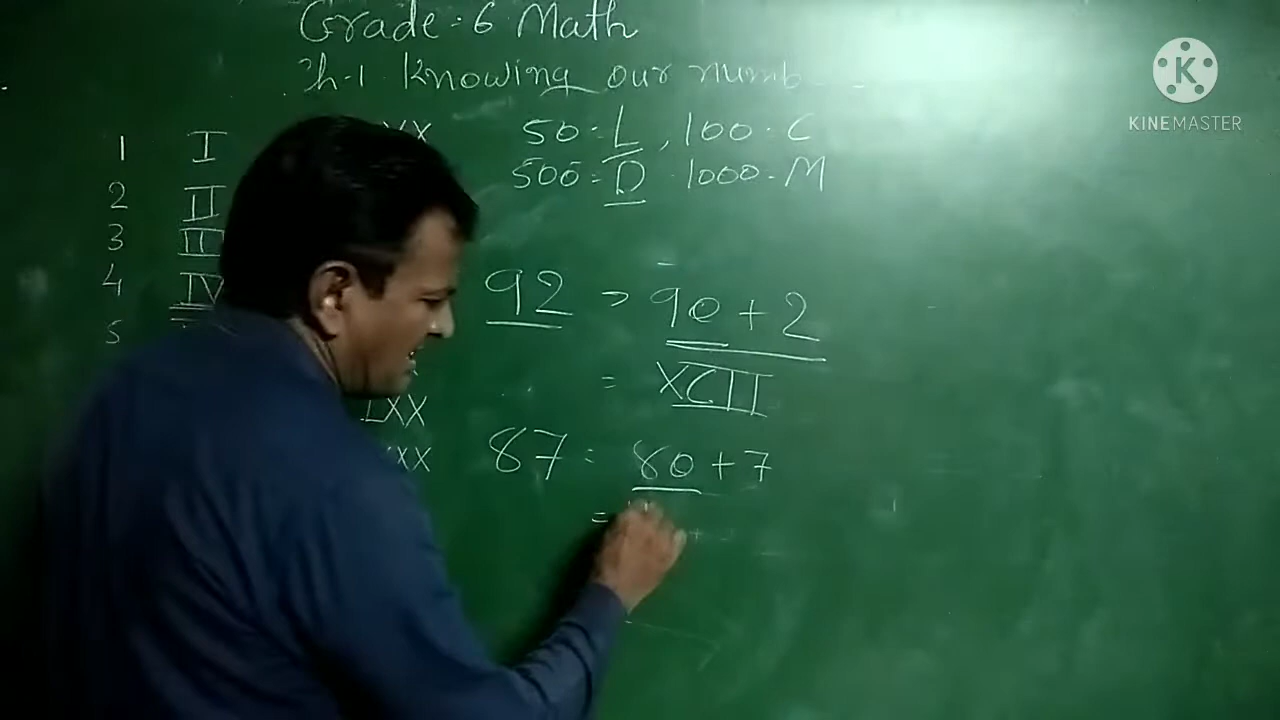 Grade: 6 Math
Ch-1 Knowing our numb
1 I XX 50 = L, 100 = C
2 II 500 = D 1000 = M
3 III
4 IV 92 > 90 + 2
5
= XCII
LXX
XX 87 = 80 + 7
=
KINEMASTER